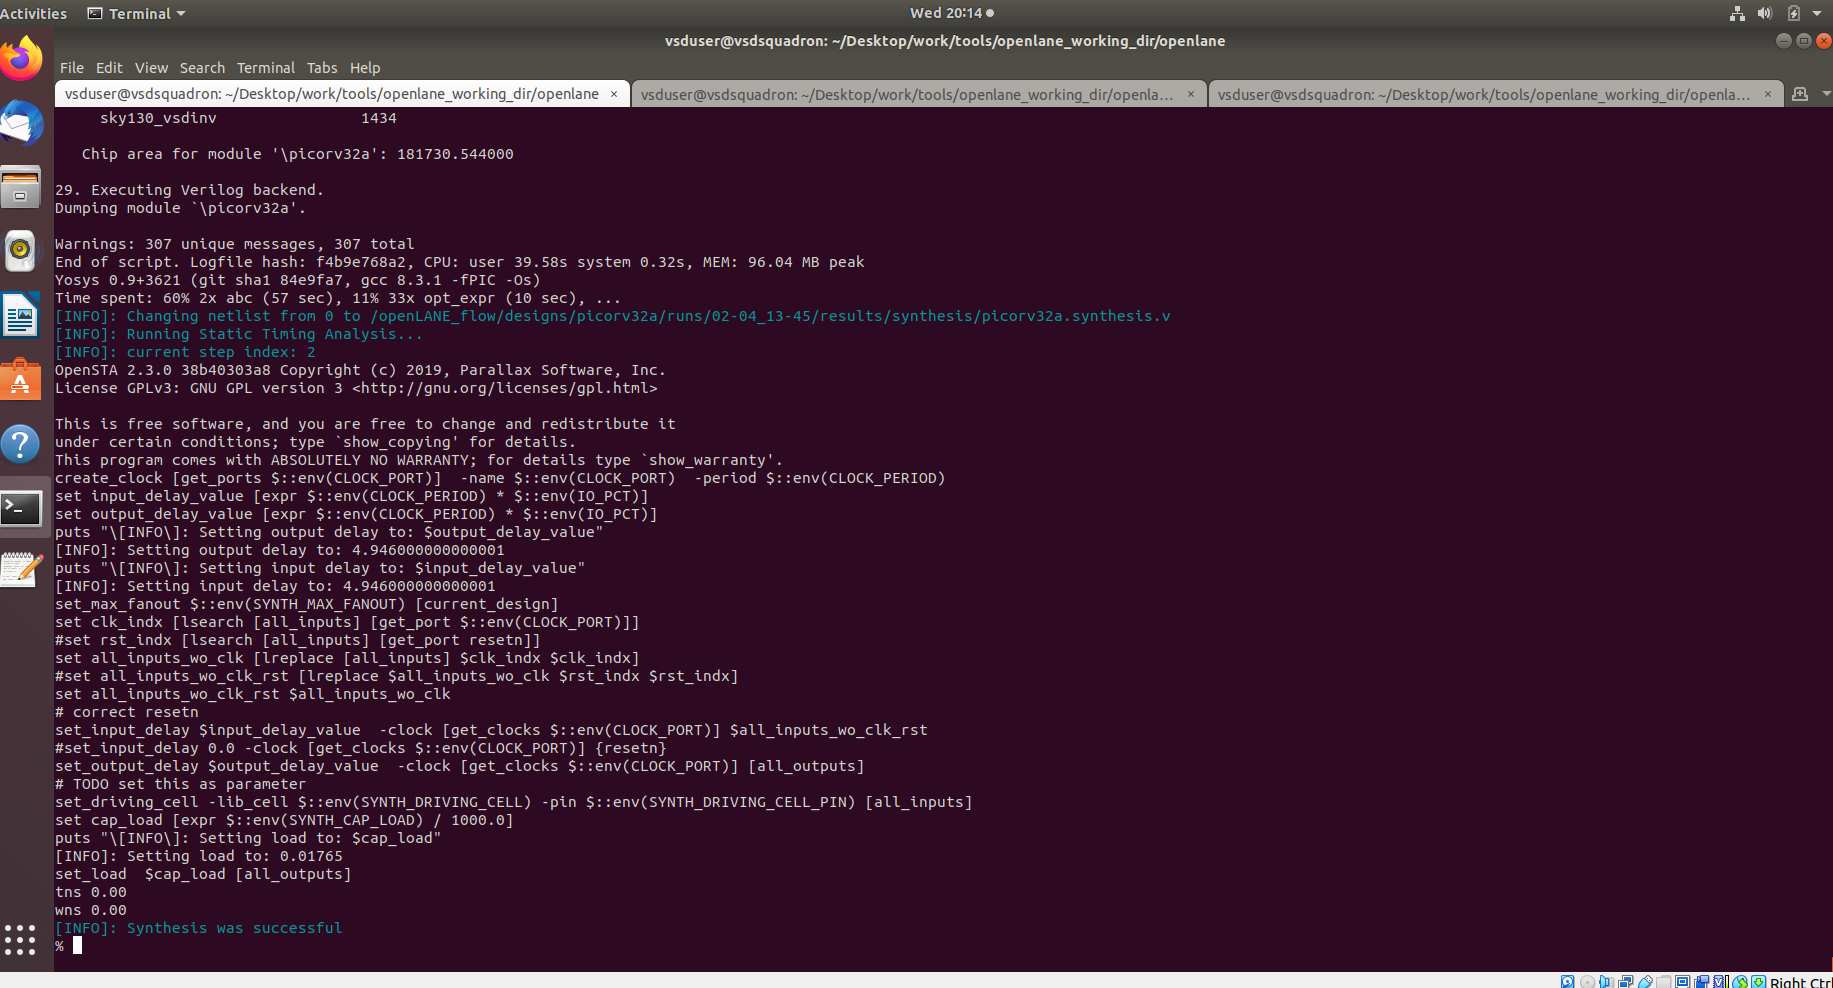 Activities Terminal Wed 20:14
vsduser@vsdsquadron: ~/Desktop/work/tools/openlane_working_dir/openlane
File Edit View Search Terminal Tabs Help
vsduser@vsdsquadron: ~/Desktop/work/tools/openlane_working_dir/openlane × vsduser@vsdsquadron: ~/Desktop/work/tools/openlane_working_dir/openla... × vsduser@vsdsquadron: ~/Desktop/work/tools/openlane_working_dir/openla... ×
sky130_vsdinv 1434
Chip area for module '\picorv32a': 181730.544000
29. Executing Verilog backend.
Dumping module `\picorv32a'.
Warnings: 307 unique messages, 307 total
End of script. Logfile hash: f4b9e768a2, CPU: user 39.58s system 0.32s, MEM: 96.04 MB peak
Yosys 0.9+3621 (git sha1 84e9fa7, gcc 8.3.1 -fPIC -Os)
Time spent: 60% 2x abc (57 sec), 11% 33x opt_expr (10 sec), ...
[INFO]: Changing netlist from 0 to /openLANE_flow/designs/picorv32a/runs/02-04_13-45/results/synthesis/picorv32a.synthesis.v
[INFO]: Running Static Timing Analysis...
[INFO]: current step index: 2
OpenSTA 2.3.0 38b40303a8 Copyright (c) 2019, Parallax Software, Inc.
License GPLv3: GNU GPL version 3 <http://gnu.org/licenses/gpl.html>
This is free software, and you are free to change and redistribute it
under certain conditions; type `show_copying' for details.
This program comes with ABSOLUTELY NO WARRANTY; for details type `show_warranty'.
create_clock [get_ports $::env(CLOCK_PORT)]  -name $::env(CLOCK_PORT)  -period $::env(CLOCK_PERIOD)
set input_delay_value [expr $::env(CLOCK_PERIOD) * $::env(IO_PCT)]
set output_delay_value [expr $::env(CLOCK_PERIOD) * $::env(IO_PCT)]
puts "\[INFO\]: Setting output delay to: $output_delay_value"
[INFO]: Setting output delay to: 4.946000000000001
puts "\[INFO\]: Setting input delay to: $input_delay_value"
[INFO]: Setting input delay to: 4.946000000000001
set_max_fanout $::env(SYNTH_MAX_FANOUT) [current_design]
set clk_indx [lsearch [all_inputs] [get_port $::env(CLOCK_PORT)]]
#set rst_indx [lsearch [all_inputs] [get_port resetn]]
set all_inputs_wo_clk [lreplace [all_inputs] $clk_indx $clk_indx]
#set all_inputs_wo_clk_rst [lreplace $all_inputs_wo_clk $rst_indx $rst_indx]
set all_inputs_wo_clk_rst $all_inputs_wo_clk
# correct resetn
set_input_delay $input_delay_value  -clock [get_clocks $::env(CLOCK_PORT)] $all_inputs_wo_clk_rst
#set_input_delay 0.0 -clock [get_clocks $::env(CLOCK_PORT)] {resetn}
set_output_delay $output_delay_value  -clock [get_clocks $::env(CLOCK_PORT)] [all_outputs]
# TODO set this as parameter
set_driving_cell -lib_cell $::env(SYNTH_DRIVING_CELL) -pin $::env(SYNTH_DRIVING_CELL_PIN) [all_inputs]
set cap_load [expr $::env(SYNTH_CAP_LOAD) / 1000.0]
puts "\[INFO\]: Setting load to: $cap_load"
[INFO]: Setting load to: 0.01765
set_load  $cap_load [all_outputs]
tns 0.00
wns 0.00
[INFO]: Synthesis was successful
%
Right Ctrl